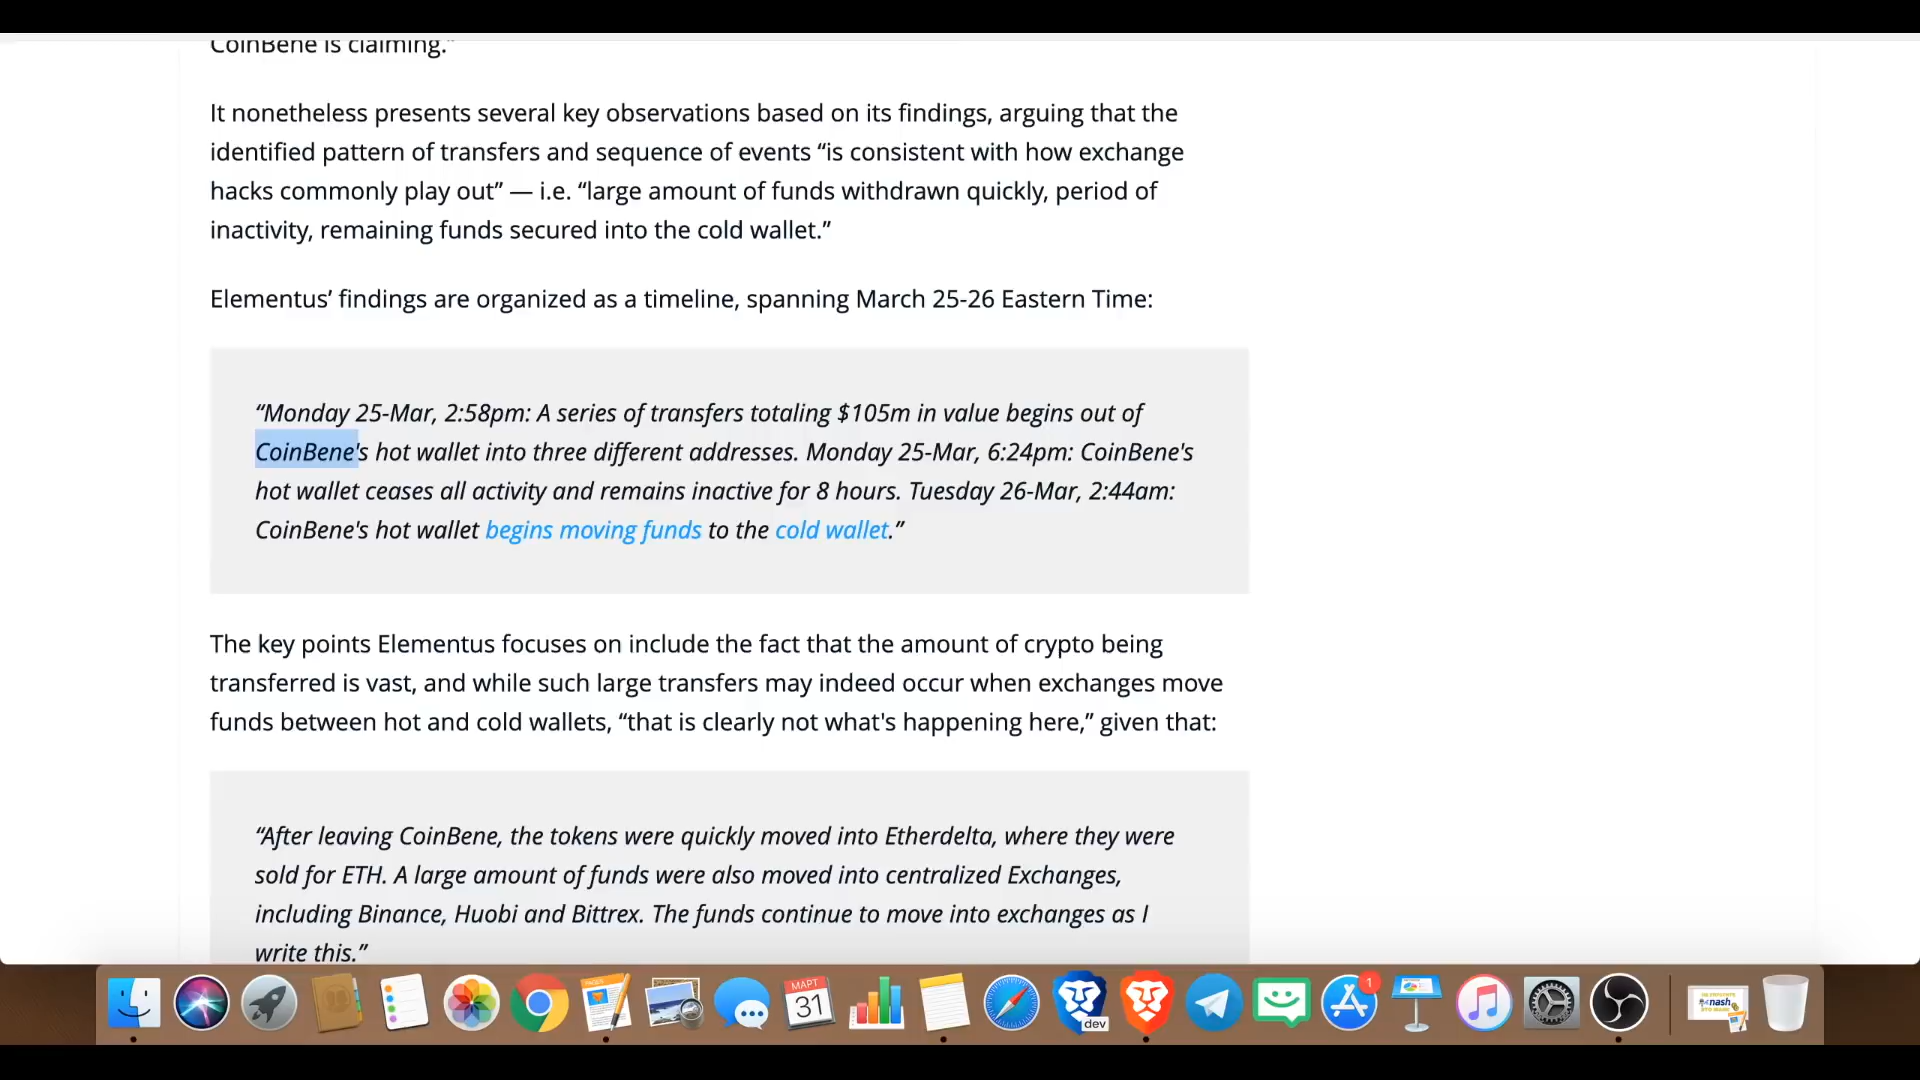 CoinBene is claiming.”
It nonetheless presents several key observations based on its findings, arguing that the
identified pattern of transfers and sequence of events “is consistent with how exchange
hacks commonly play out” — i.e. “large amount of funds withdrawn quickly, period of
inactivity, remaining funds secured into the cold wallet.”
Elementus’ findings are organized as a timeline, spanning March 25-26 Eastern Time:
“Monday 25-Mar, 2:58pm: A series of transfers totaling $105m in value begins out of
CoinBene's hot wallet into three different addresses. Monday 25-Mar, 6:24pm: CoinBene's
hot wallet ceases all activity and remains inactive for 8 hours. Tuesday 26-Mar, 2:44am:
CoinBene's hot wallet begins moving funds to the cold wallet.”
The key points Elementus focuses on include the fact that the amount of crypto being
transferred is vast, and while such large transfers may indeed occur when exchanges move
funds between hot and cold wallets, “that is clearly not what's happening here,” given that:
“After leaving CoinBene, the tokens were quickly moved into Etherdelta, where they were
sold for ETH. A large amount of funds were also moved into centralized Exchanges,
including Binance, Huobi and Bittrex. The funds continue to move into exchanges as I
write this.”
PAGES
МАРТ
31
dev
1
nash